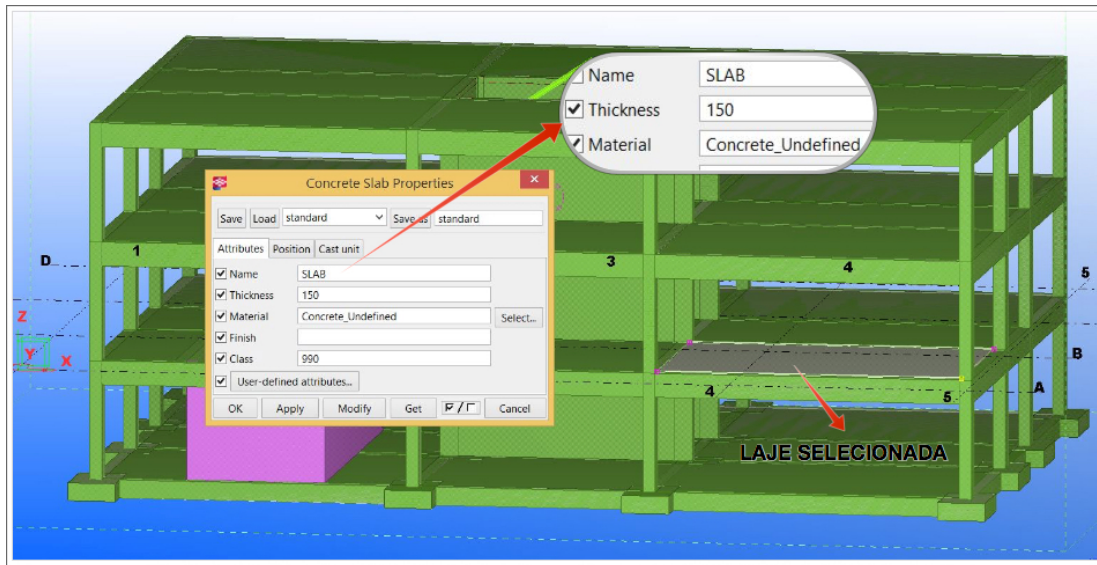 Name SLAB
Thickness 150
Material Concrete_Undefined
Concrete Slab Properties
Save Load standard Save as standard
Attributes Position Cast unit
Name SLAB
Thickness 150
Material Concrete_Undefined Select...
Finish
Class 990
User-defined attributes...
OK Apply Modify Get Cancel
D 1 3 4 5
Z
Y X
B
4 5 A
LAJE SELECIONADA